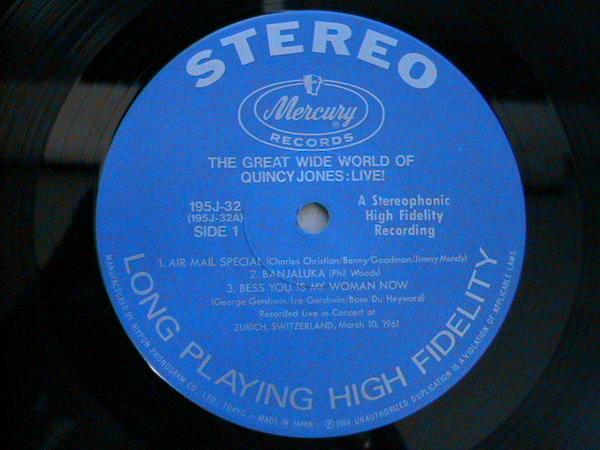 STEREO
Mercury
RECORDS
THE GREAT WIDE WORLD OF
QUINCY JONES:LIVE!
195J-32
(195J-32A)
SIDE 1
A Stereophonic
High Fidelity
Recording
1. AIR MAIL SPECIAL (Charles Christian/Benny Goodman/Jimmy Mundy)
2. BANJALUKA (Phil Woods)
3. BESS YOU IS MY WOMAN NOW
(George Gershwin/Ira Gershwin/Bose Du Heyward)
Recorded Live in Concert at
ZURICH, SWITZERLAND, March 10, 1961
LONG PLAYING HIGH FIDELITY
MANUFACTURED BY NIPPON PHONOGRAM CO., LTD., TOKYO — MADE IN JAPAN — ℗ 1984 UNAUTHORIZED DUPLICATION IS A VIOLATION OF APPLICABLE LAWS